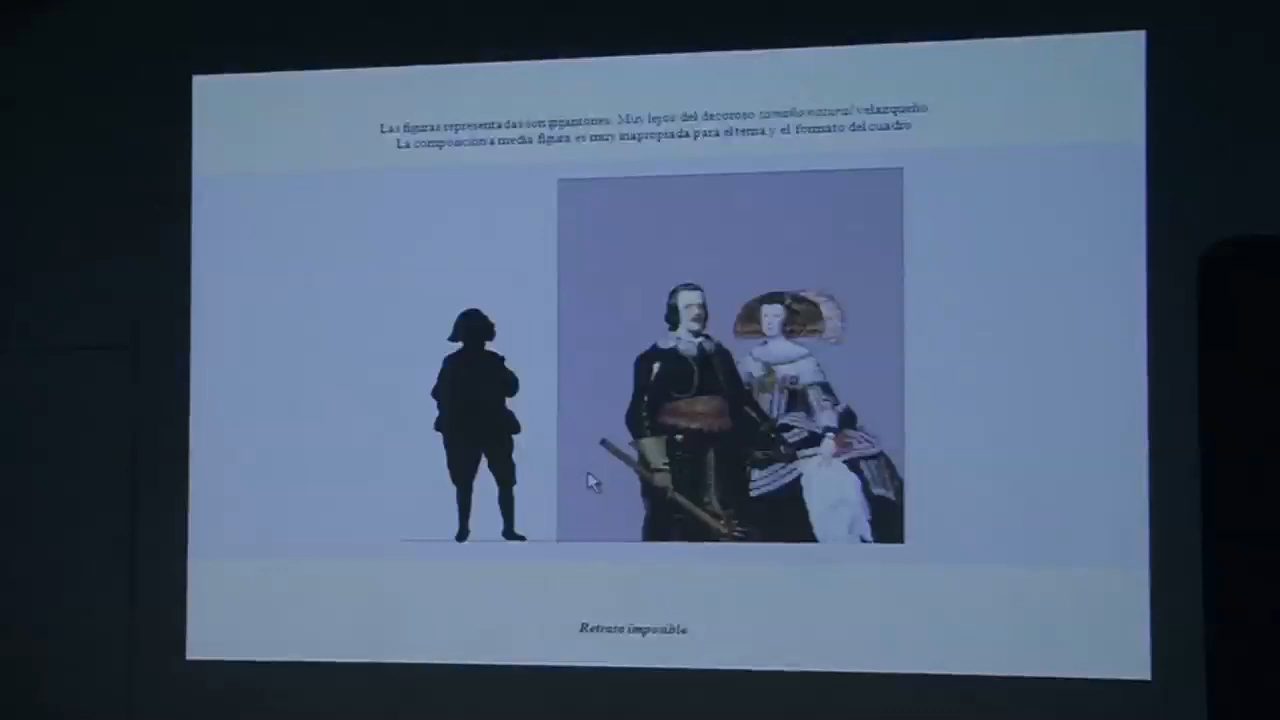 Las figuras representadas son gigantones. Muy lejos del decoroso tamaño natural velazqueño
La composición a media figura es muy inapropiada para el tema y el formato del cuadro
Retrato imposible